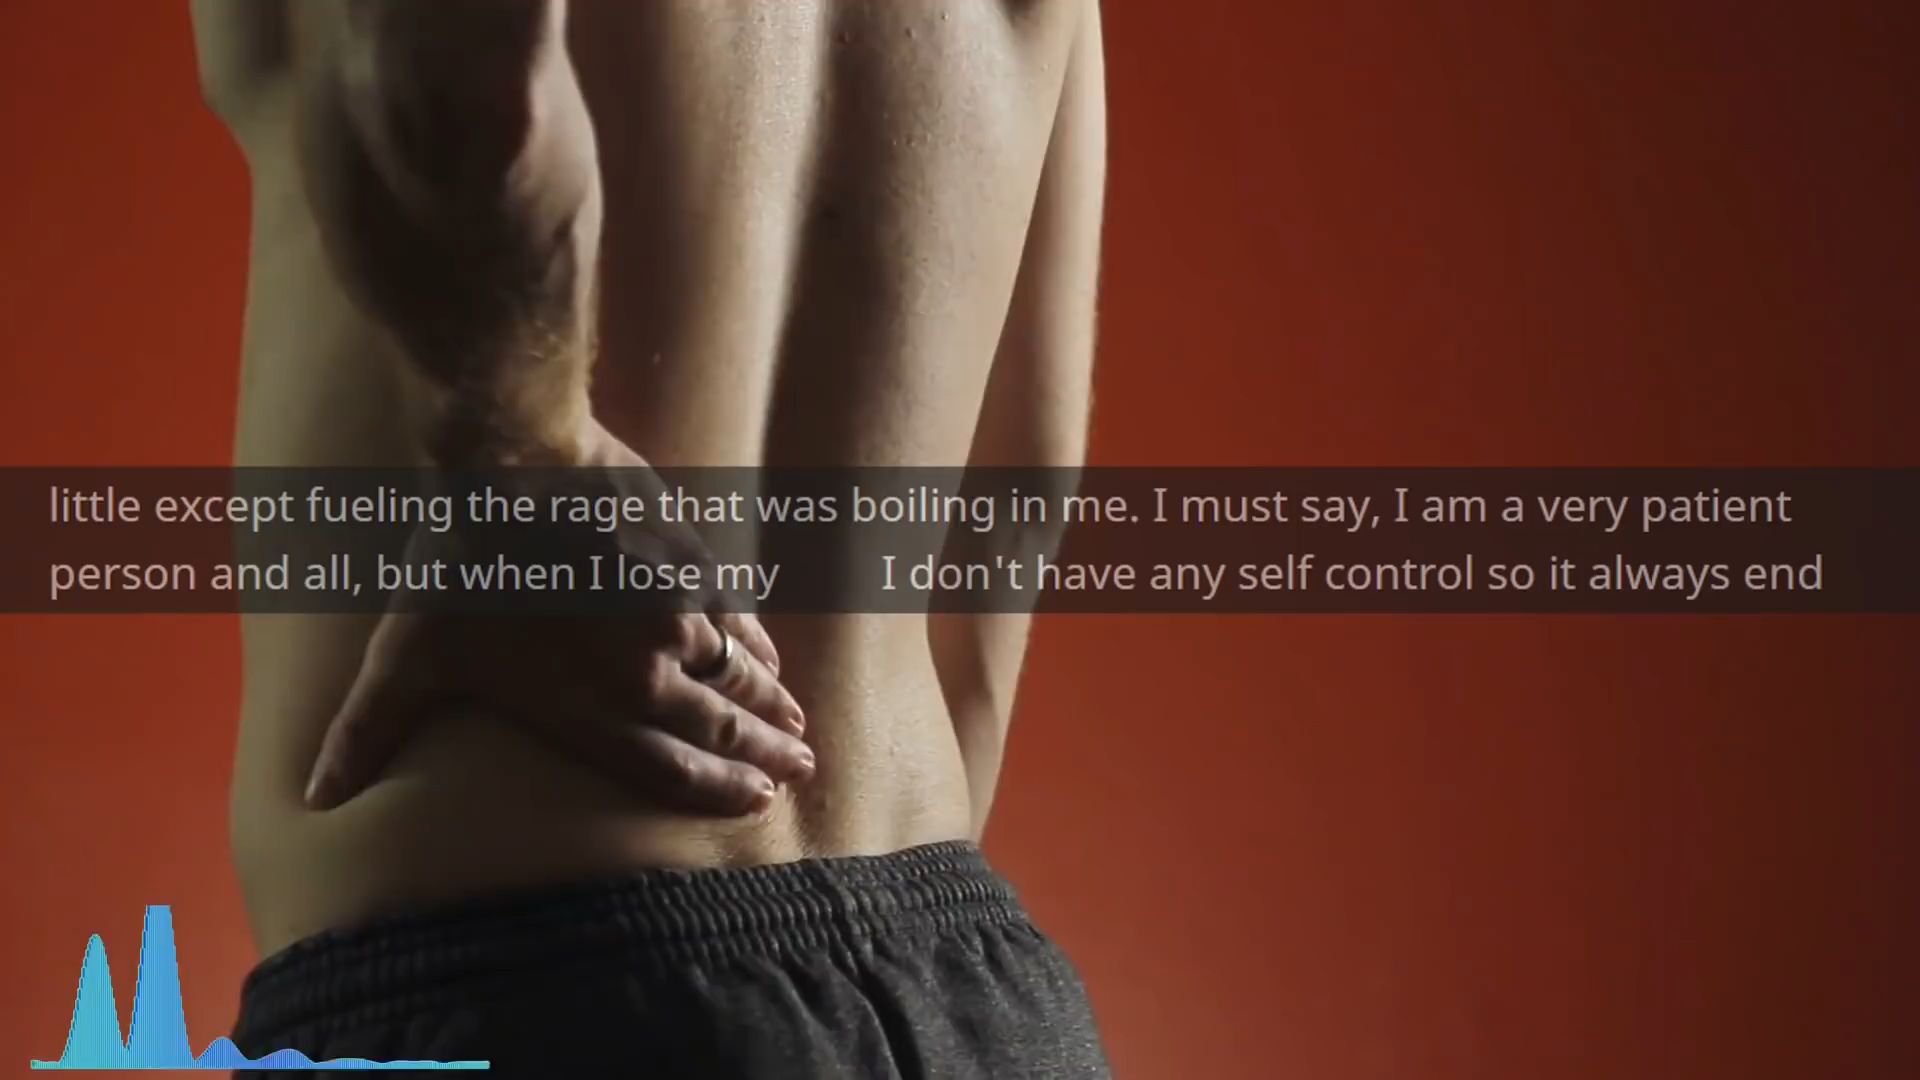 little except fueling the rage that was boiling in me. I must say, I am a very patient
person and all, but when I lose my I don't have any self control so it always end